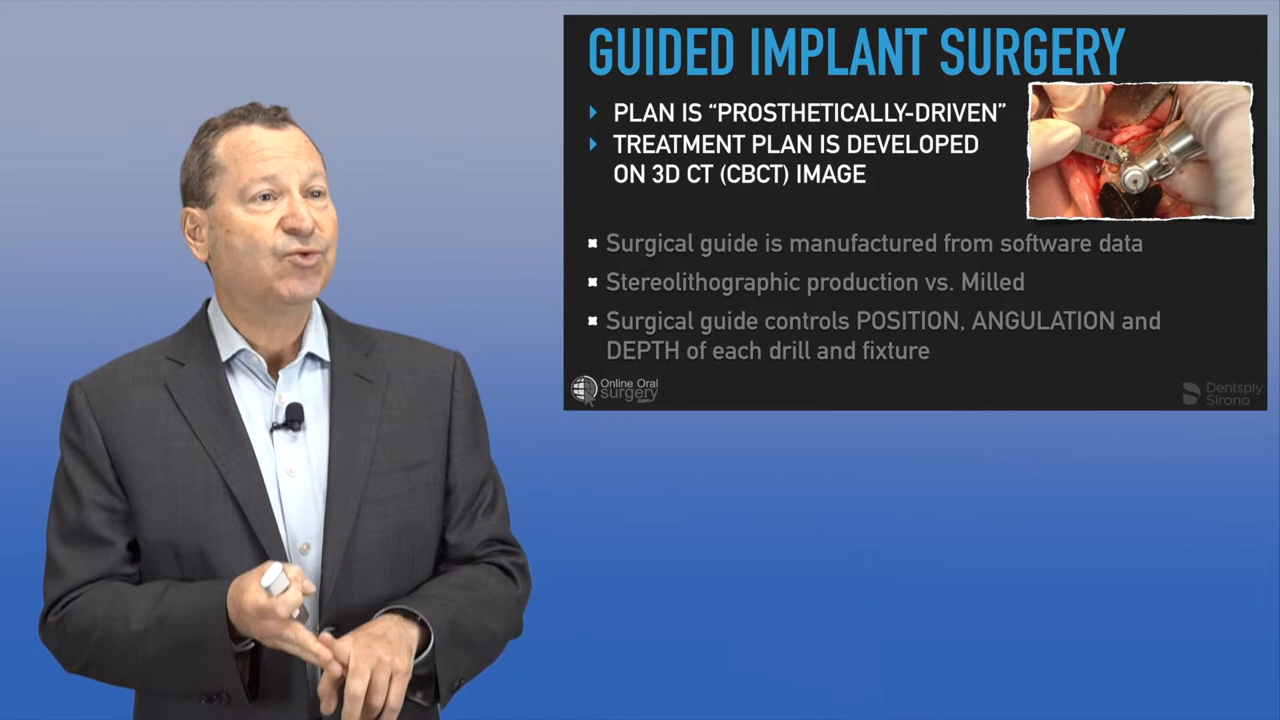 GUIDED IMPLANT SURGERY
PLAN IS “PROSTHETICALLY-DRIVEN”
TREATMENT PLAN IS DEVELOPED
ON 3D CT (CBCT) IMAGE
Surgical guide is manufactured from software data
Stereolithographic production vs. Milled
Surgical guide controls POSITION, ANGULATION and
DEPTH of each drill and fixture
Online Oral
surgery
.com
Dentsply
Sirona